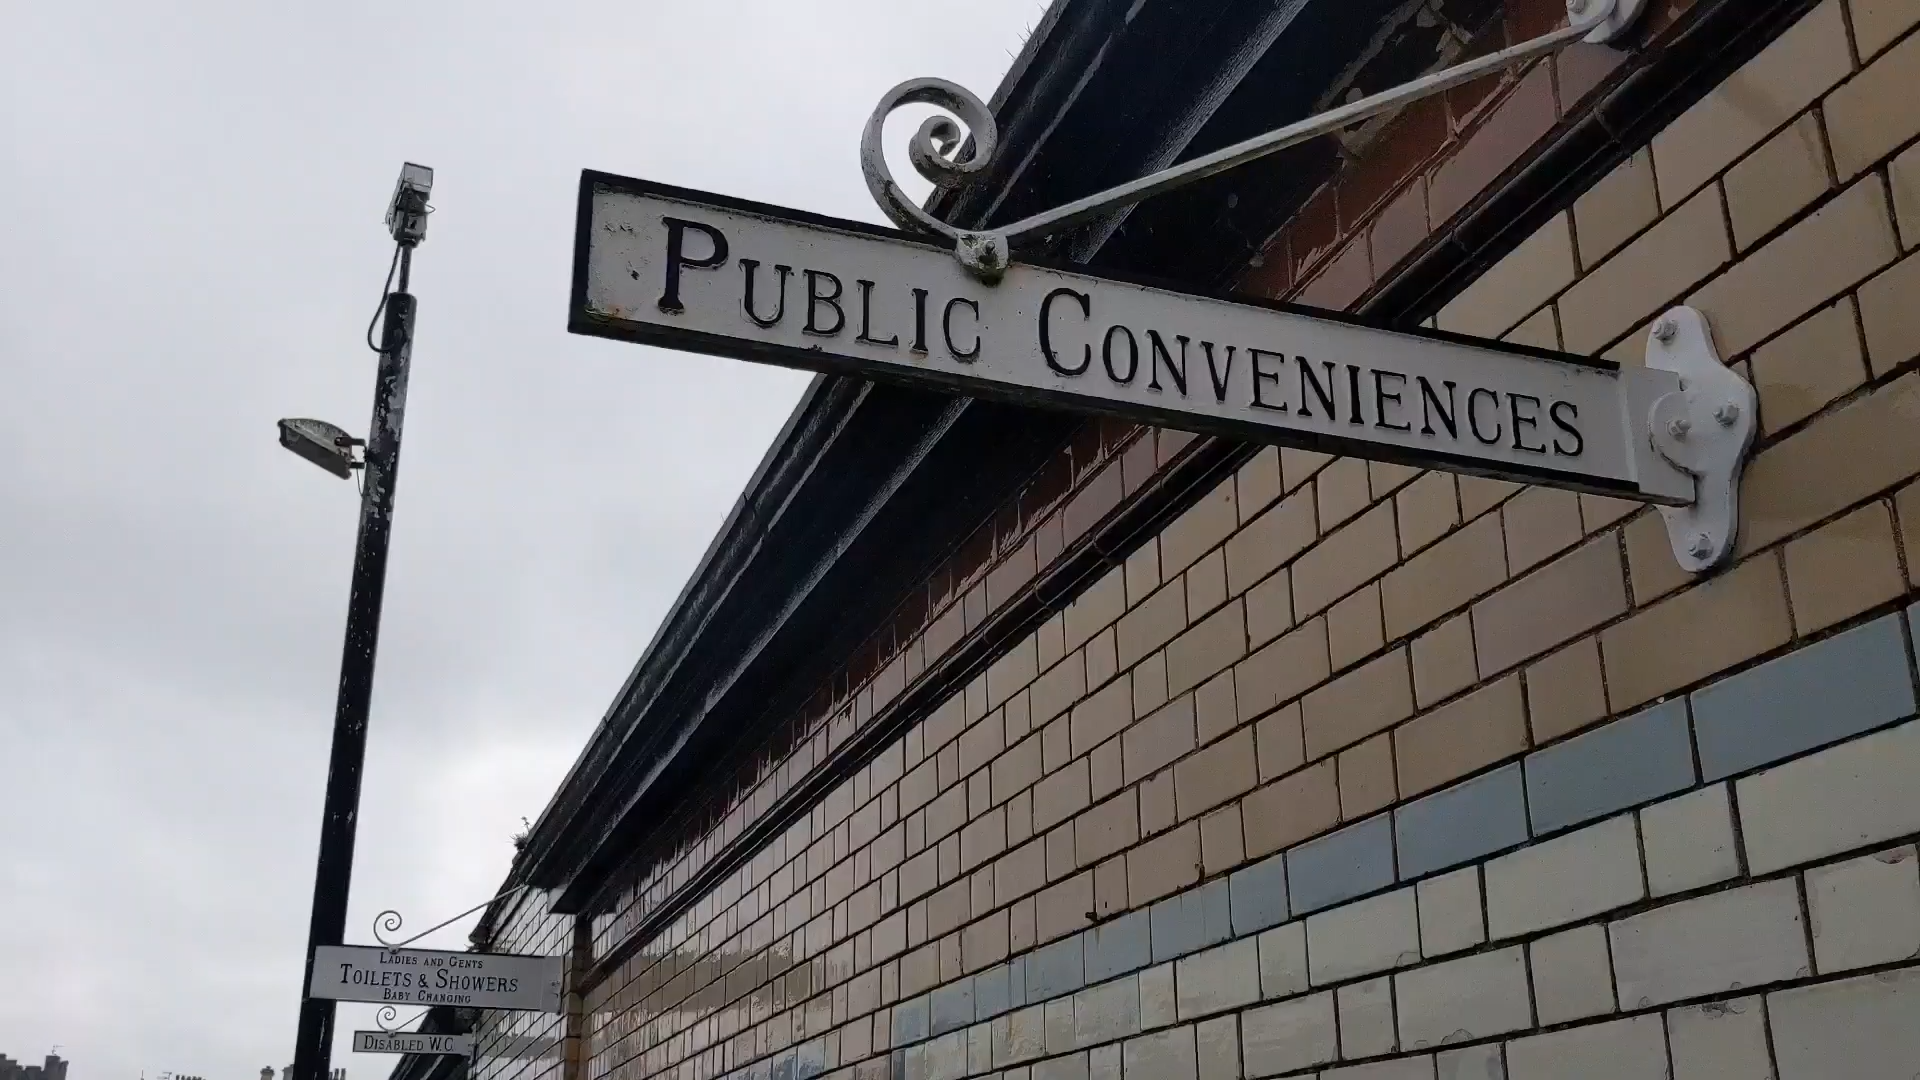 PUBLIC CONVENIENCES
LADIES AND GENTS
TOILETS & SHOWERS
BABY CHANGING
DISABLED W.C.